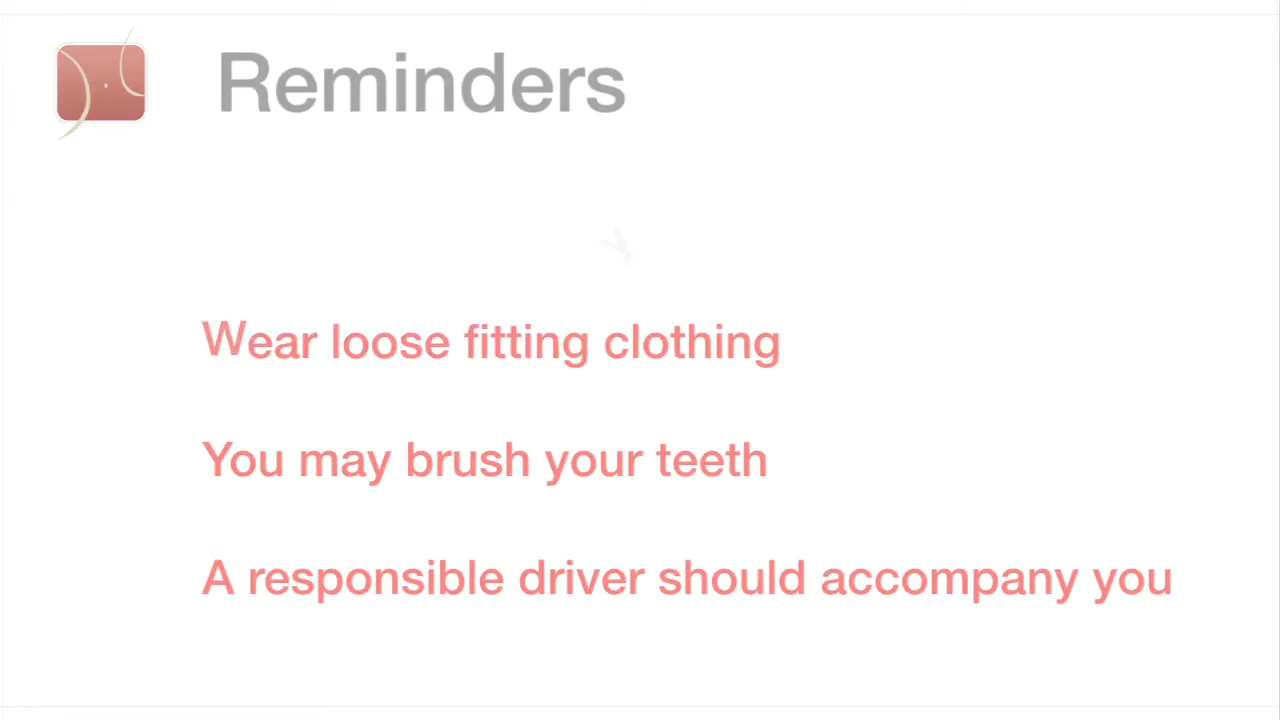 Reminders
Y
Wear loose fitting clothing
You may brush your teeth
A responsible driver should accompany you